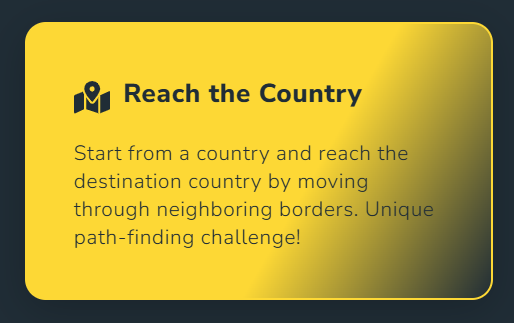 Reach the Country
Start from a country and reach the
destination country by moving
through neighboring borders. Unique
path-finding challenge!